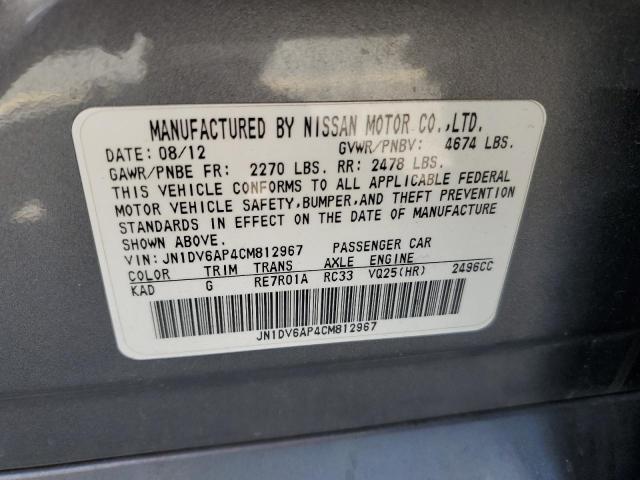 MANUFACTURED BY NISSAN MOTOR CO.,LTD.
DATE: 08/12 GVWR/PNBV: 4674 LBS.
GAWR/PNBE FR: 2270 LBS. RR: 2478 LBS.
THIS VEHICLE CONFORMS TO ALL APPLICABLE FEDERAL
MOTOR VEHICLE SAFETY,BUMPER,AND THEFT PREVENTION
STANDARDS IN EFFECT ON THE DATE OF MANUFACTURE
SHOWN ABOVE.
VIN: JN1DV6AP4CM812967 PASSENGER CAR
COLOR TRIM TRANS AXLE ENGINE
KAD G RE7R01A RC33 VQ25(HR) 2496CC
JN1DV6AP4CM812967